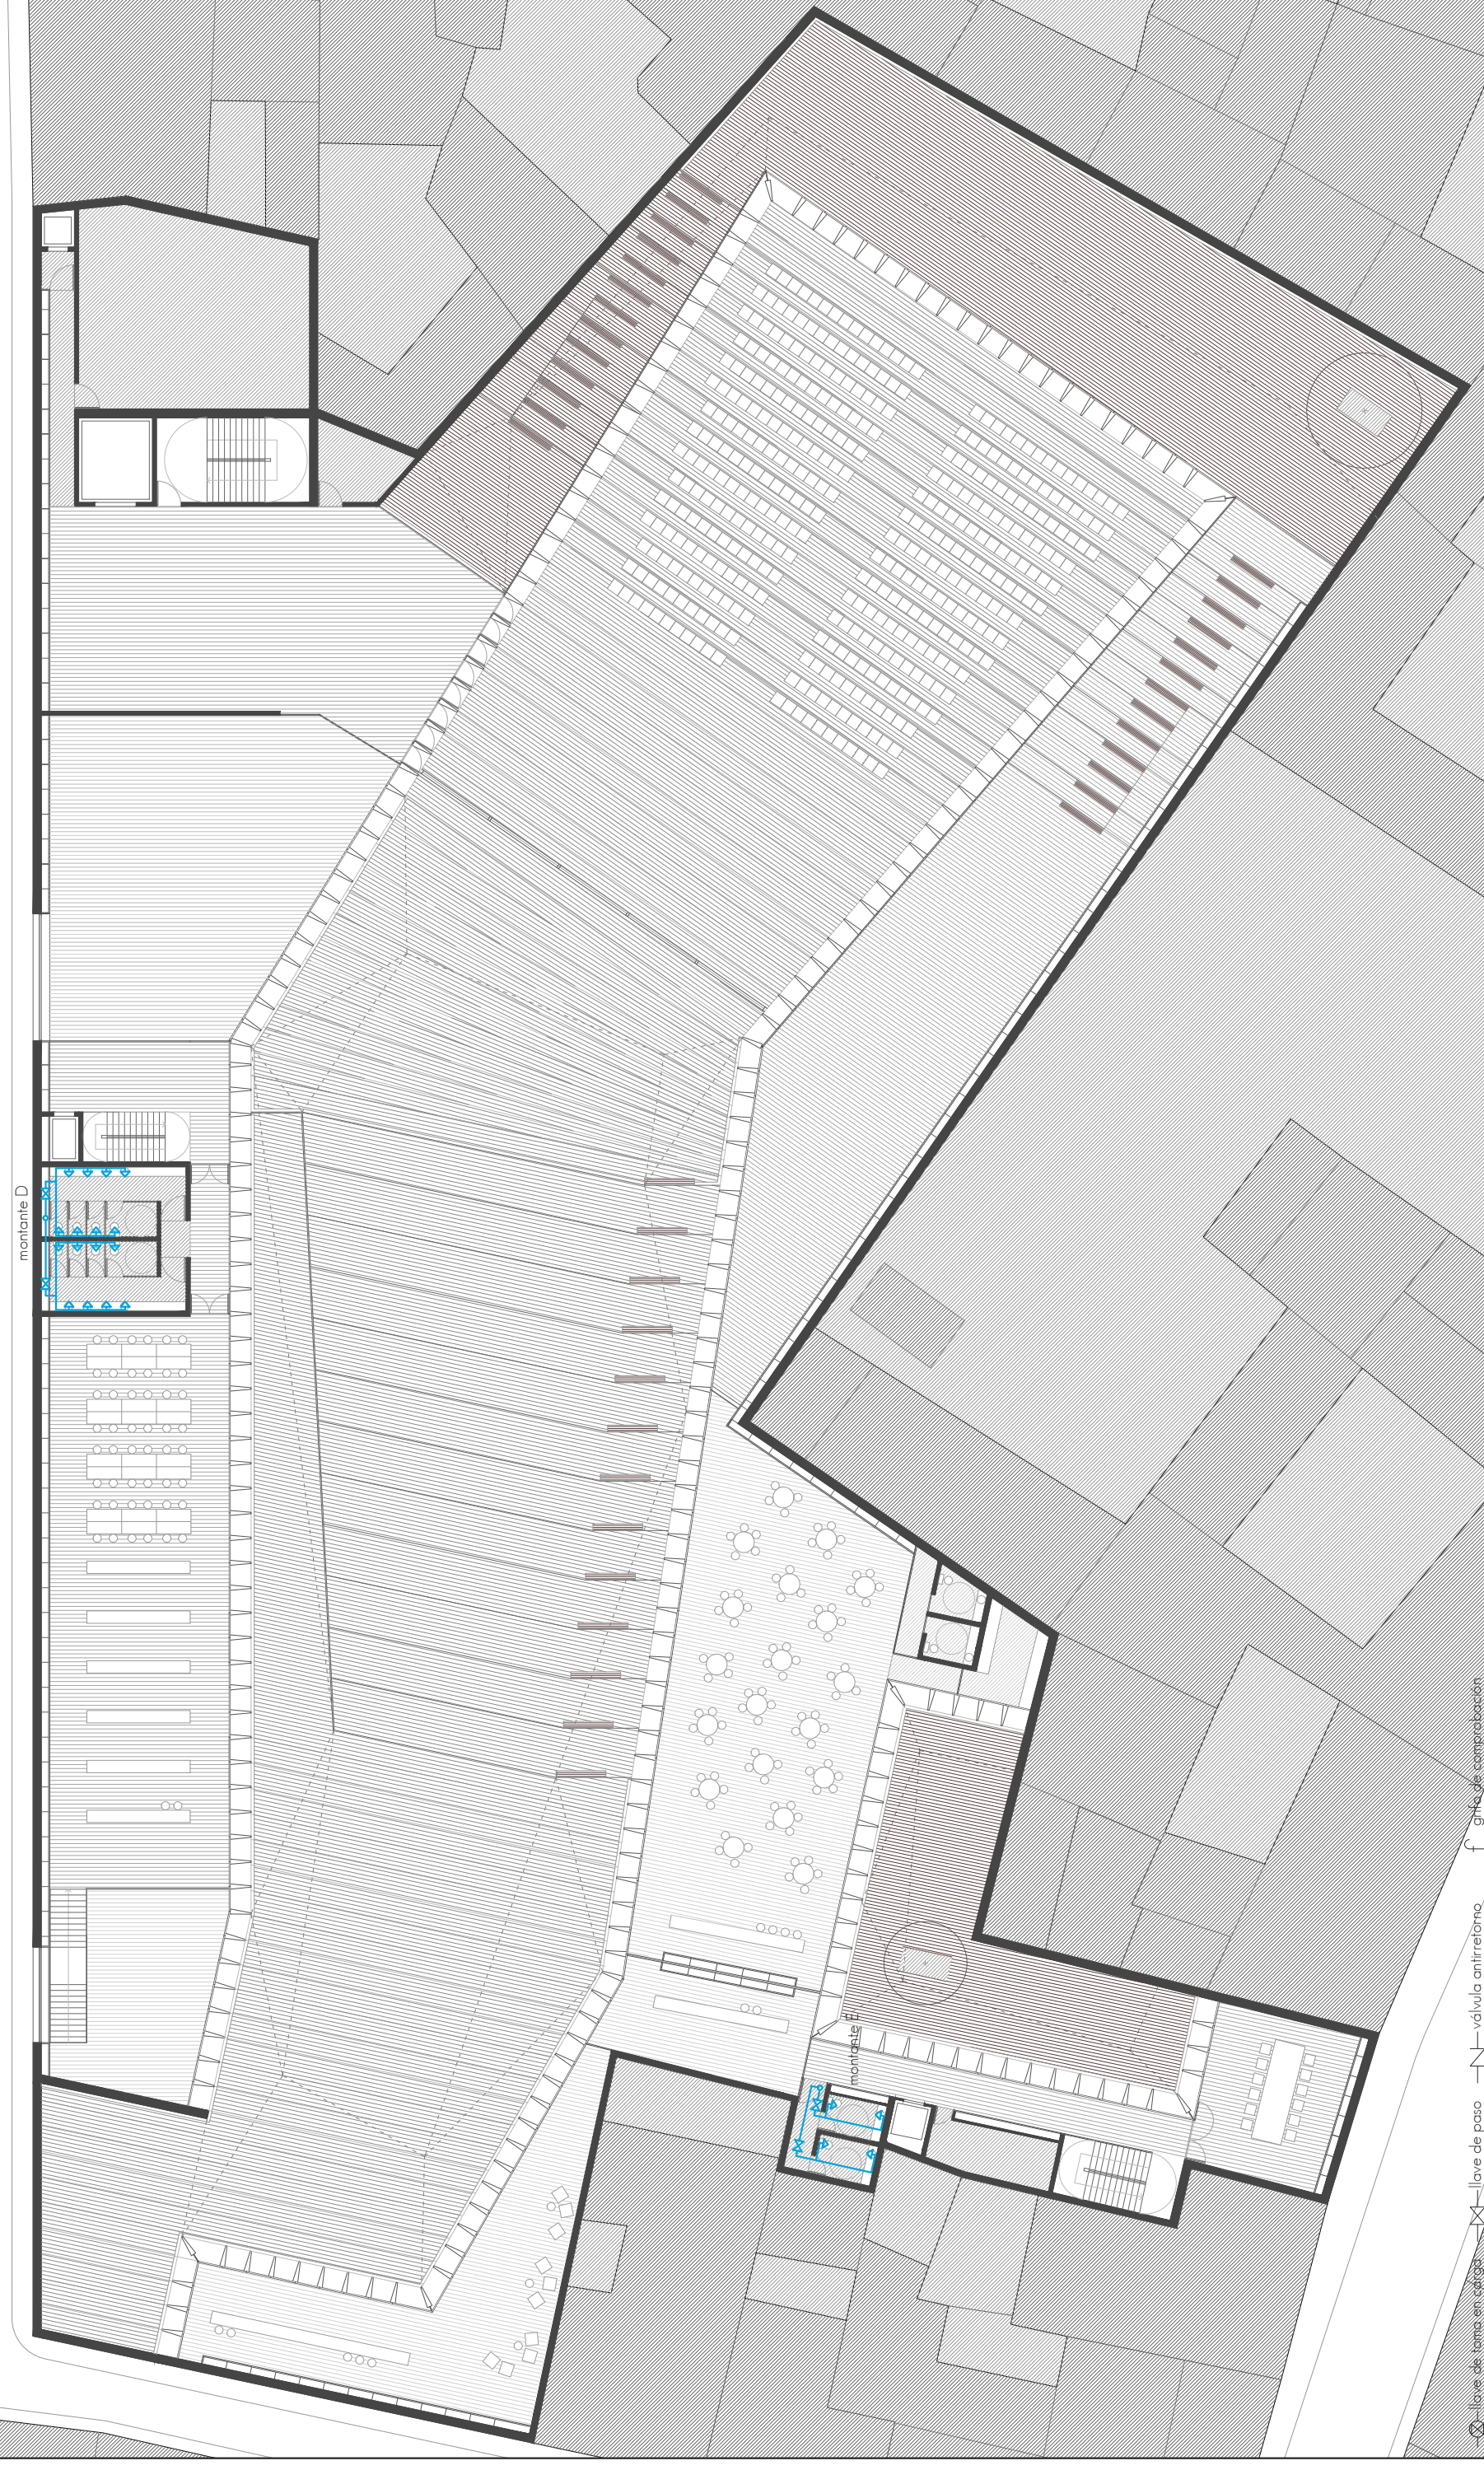 montante D
montante E
llave de toma en carga
llave de paso
válvula antirretorno
grifo de comprobación